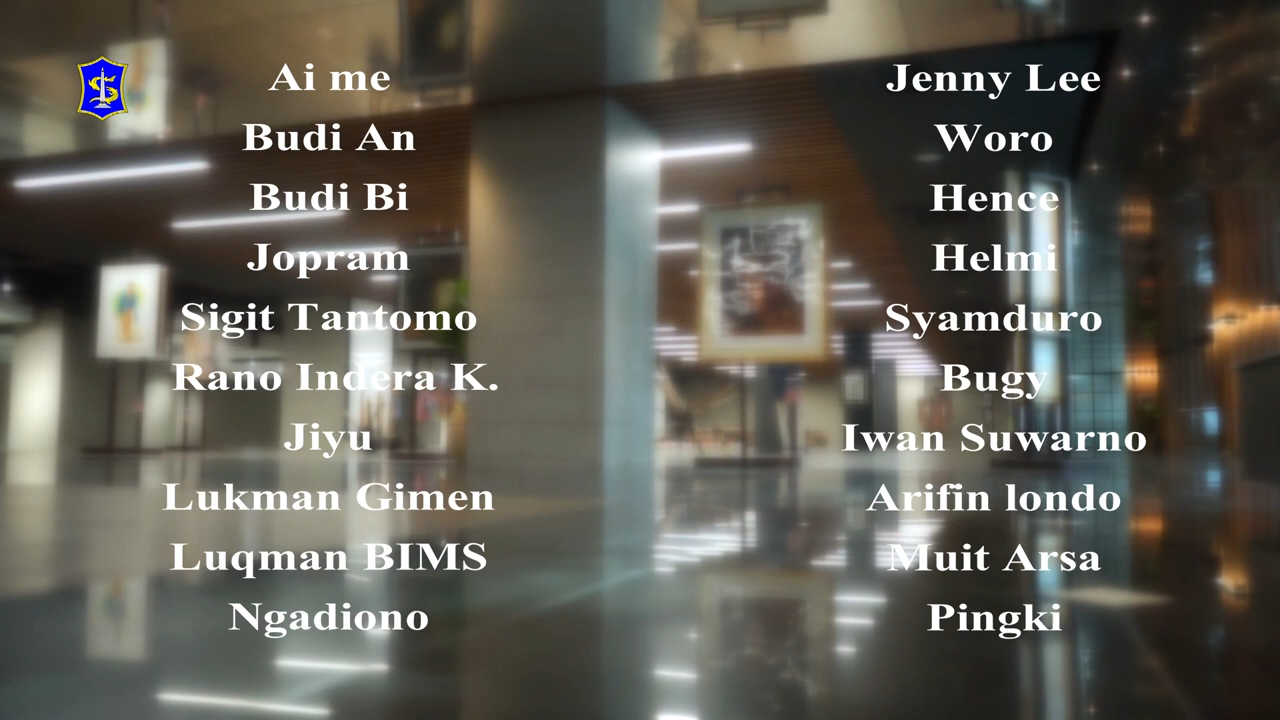 Ai me
Budi An
Budi Bi
Jopram
Sigit Tantomo
Rano Indera K.
Jiyu
Lukman Gimen
Luqman BIMS
Ngadiono
Jenny Lee
Woro
Hence
Helmi
Syamduro
Bugy
Iwan Suwarno
Arifin londo
Muit Arsa
Pingki